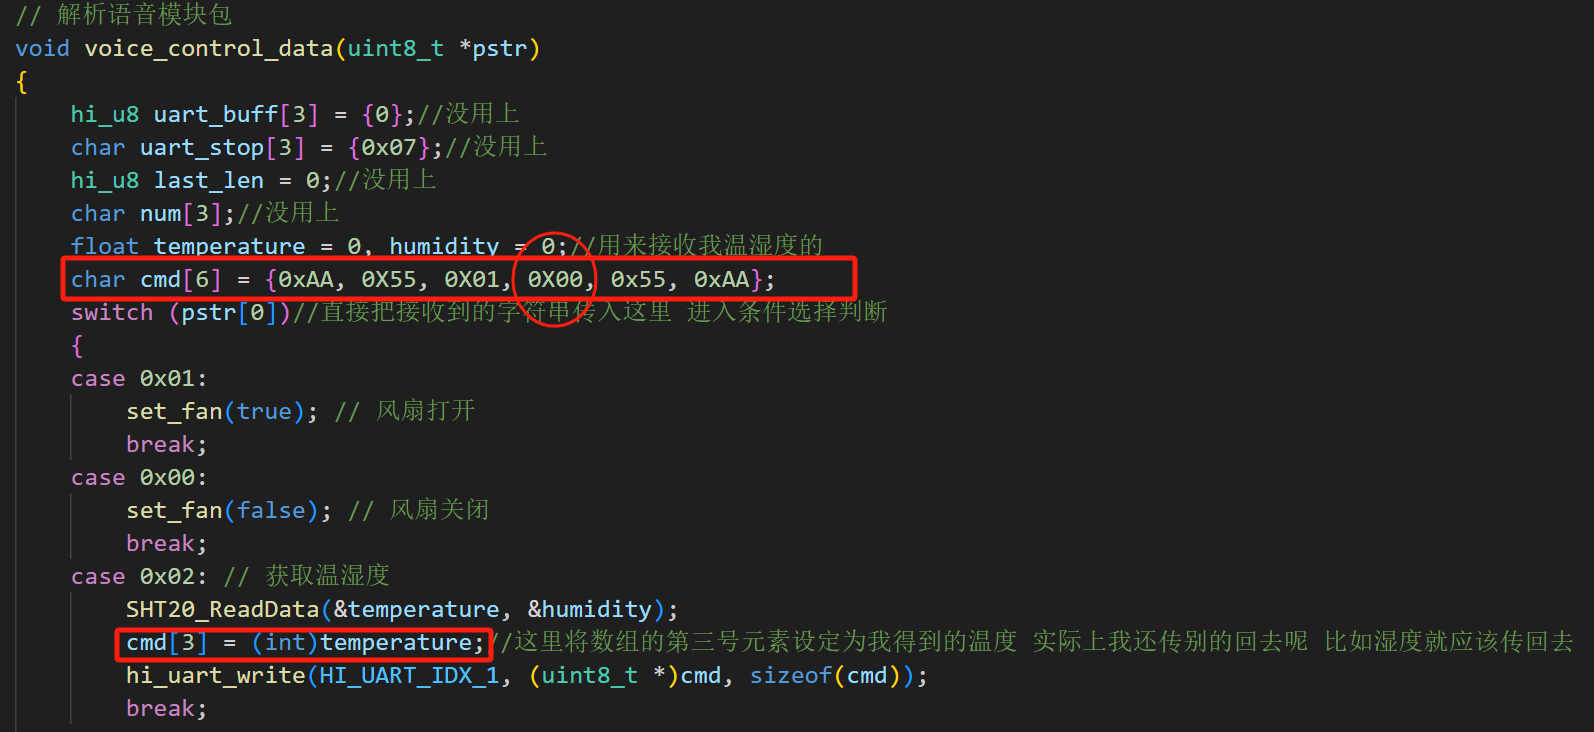 // 解析语音模块包
void voice_control_data(uint8_t *pstr)
{
hi_u8 uart_buff[3] = {0};//没用上
char uart_stop[3] = {0x07};//没用上
hi_u8 last_len = 0;//没用上
char num[3];//没用上
float temperature = 0, humidity = 0;//用来接收我温湿度的
char cmd[6] = {0xAA, 0X55, 0X01, 0X00, 0x55, 0xAA};
switch (pstr[0])//直接把接收到的字符串传入这里 进入条件选择判断
{
case 0x01:
set_fan(true); // 风扇打开
break;
case 0x00:
set_fan(false); // 风扇关闭
break;
case 0x02: // 获取温湿度
SHT20_ReadData(&temperature, &humidity);
cmd[3] = (int)temperature;//这里将数组的第三号元素设定为我得到的温度 实际上我还传别的回去呢 比如湿度就应该传回去
hi_uart_write(HI_UART_IDX_1, (uint8_t *)cmd, sizeof(cmd));
break;